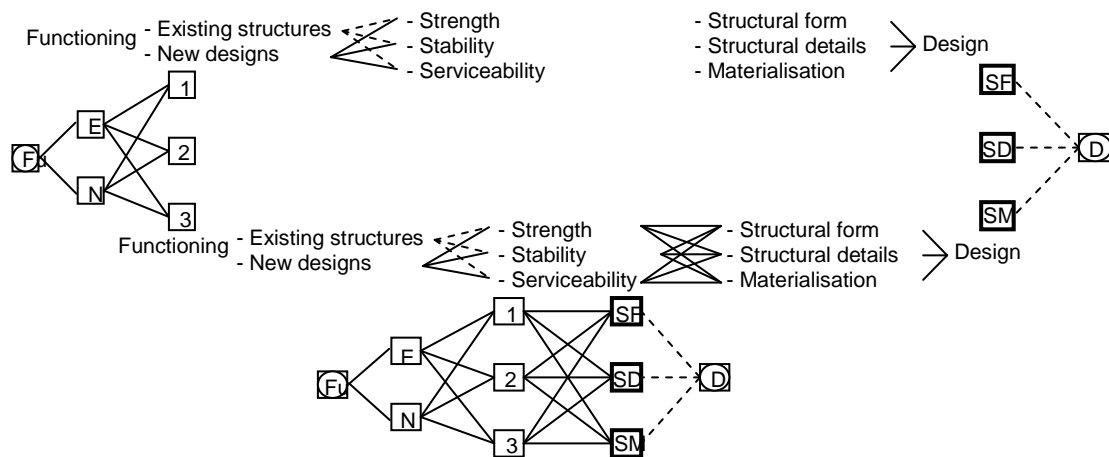 Functioning - Existing structures
- New designs
- Strength
- Stability
- Serviceability
- Structural form
- Structural details
- Materialisation
Design
Fu
E
N
1
2
3
SF
SD
SM
D
Functioning - Existing structures
- New designs
- Strength
- Stability
- Serviceability
- Structural form
- Structural details
- Materialisation
Design
Fu
E
N
1
2
3
SF
SD
SM
D